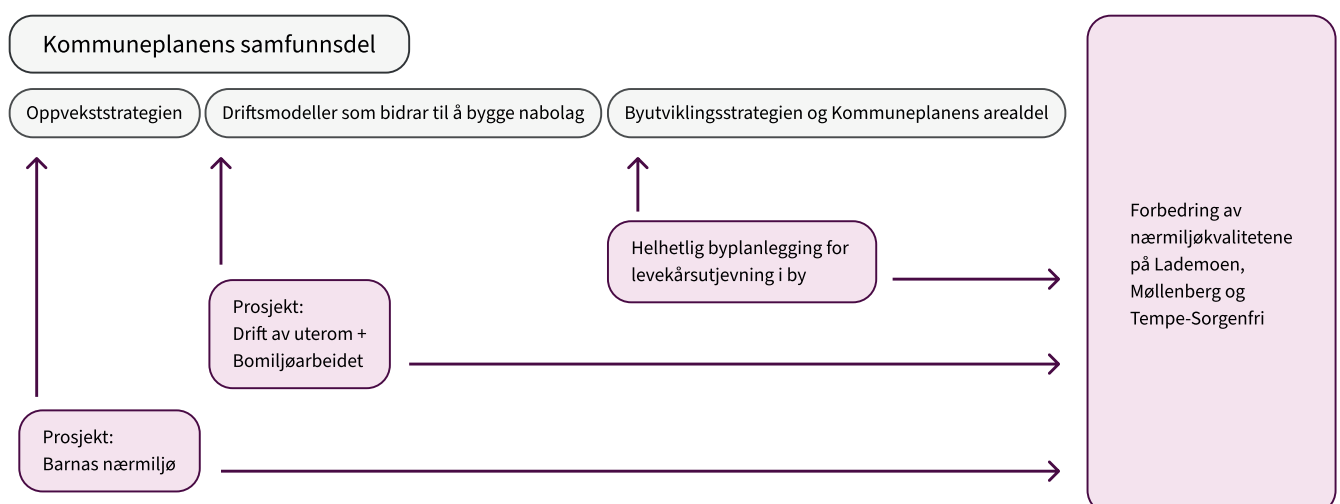 Kommuneplanens samfunnsdel
Oppvekststrategien
Driftsmodeller som bidrar til å bygge nabolag
Byutviklingsstrategien og Kommuneplanens arealdel
Helhetlig byplanlegging for
levekårsutjevning i by
Prosjekt:
Drift av uterom +
Bomiljøarbeidet
Prosjekt:
Barnas nærmiljø
Forbedring av
nærmiljøkvalitetene
på Lademoen,
Møllenberg og
Tempe-Sorgenfri